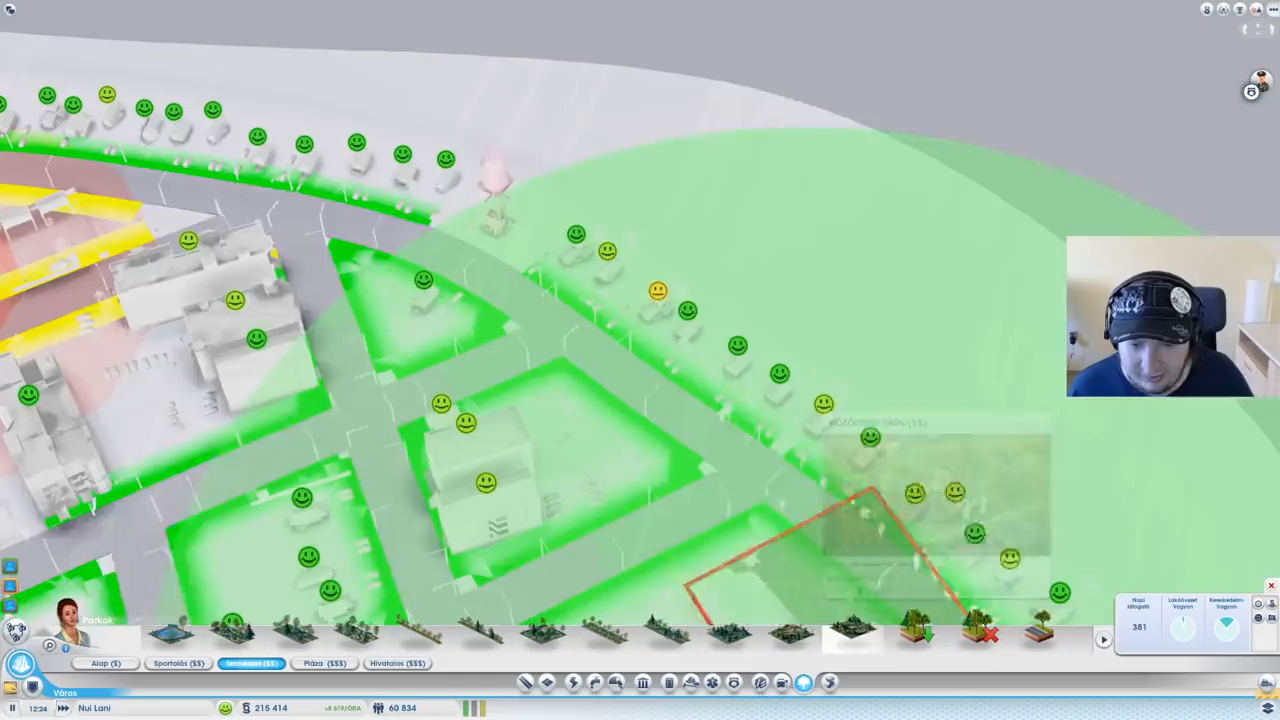 Napi látogató
Lakóövezet Vagyon
Kereskedelmi Vagyon
381
Parkok
Alap ($)
Sportolás ($$)
Természet ($$)
Pláza ($$$)
Hivatalos ($$$)
Város
12:24
Nui Lani
215 414
+8 619/ÓRA
60 834